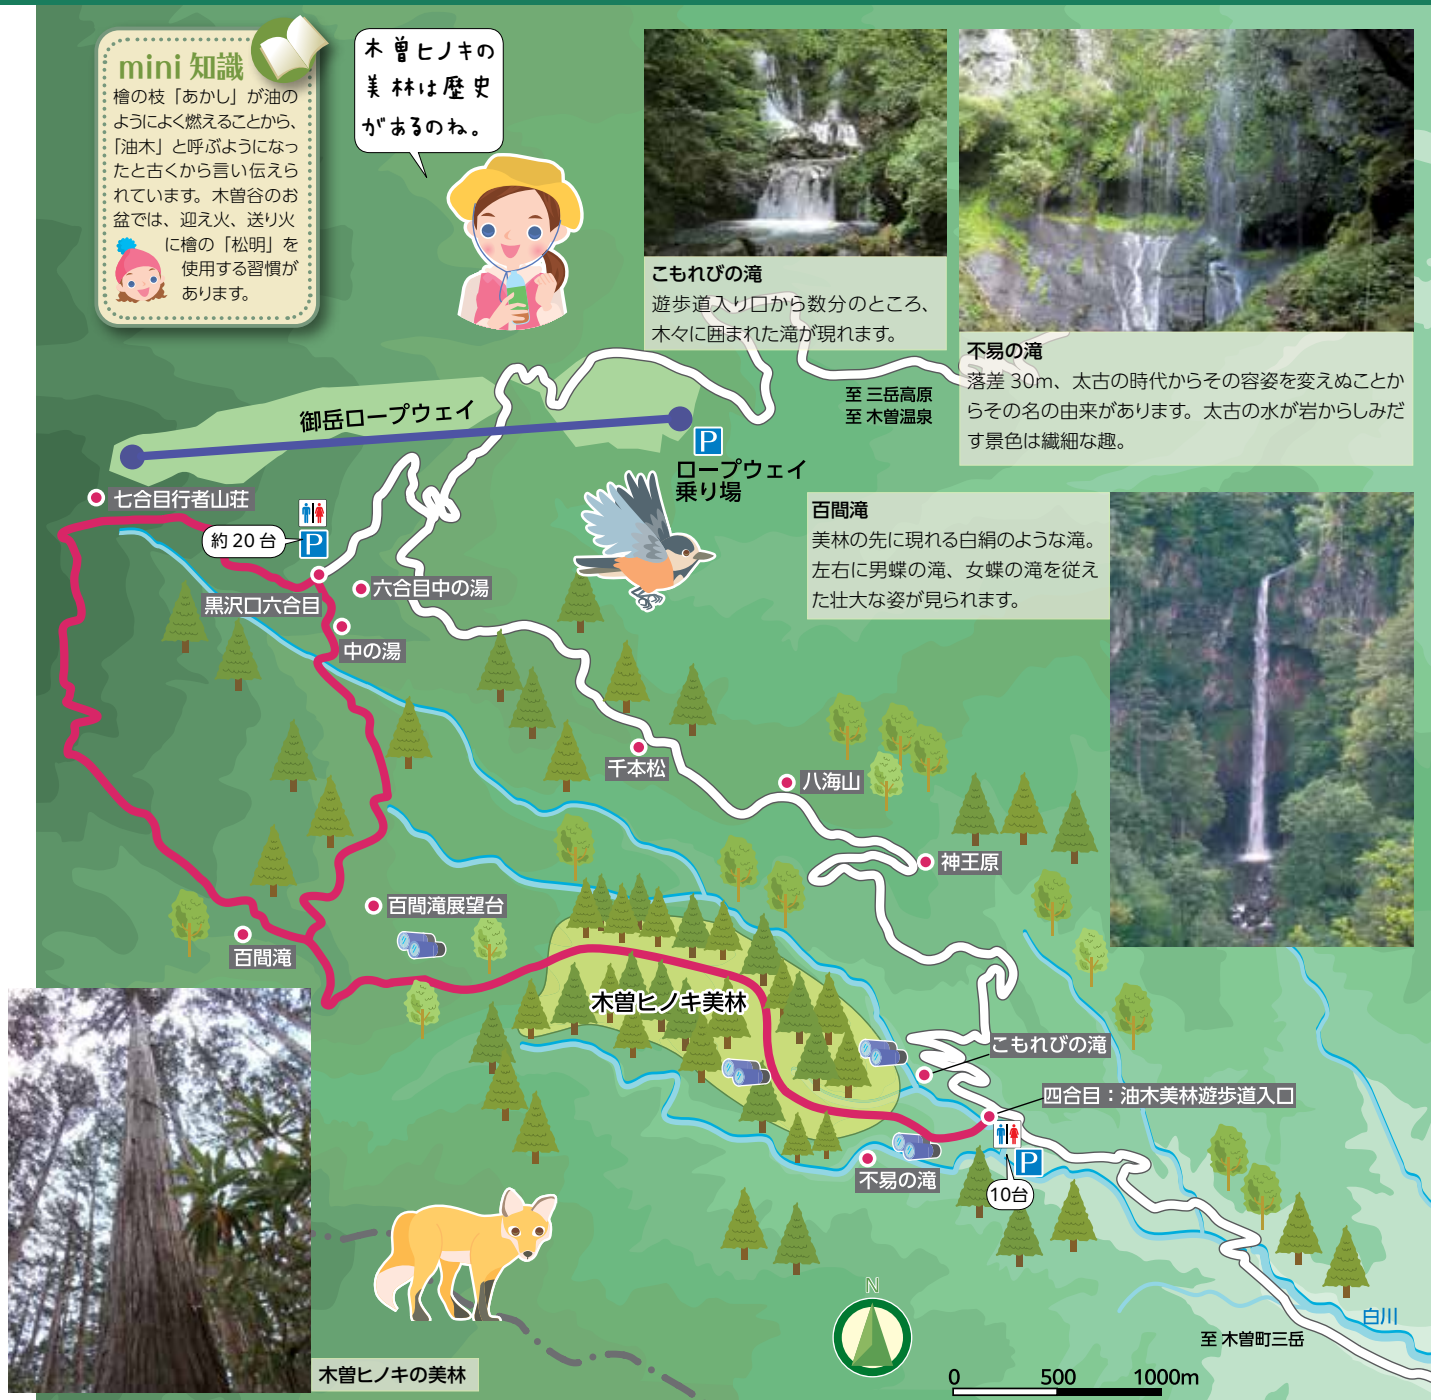 mini 知識
檜の枝「あかし」が油の
ようによく燃えることから、
「油木」と呼ぶようになっ
たと古くから言い伝えら
れています。木曽谷のお
盆では、迎え火、送り火
に檜の「松明」を
使用する習慣が
あります。
木曽ヒノキの
美林は歴史
があるのね。
こもれびの滝
遊歩道入り口から数分のところ、
木々に囲まれた滝が現れます。
不易の滝
落差 30m、太古の時代からその容姿を変えぬことか
らその名の由来があります。太古の水が岩からしみだ
す景色は繊細な趣。
至 三岳高原
至 木曽温泉
御岳ロープウェイ
P
ロープウェイ
乗り場
百間滝
美林の先に現れる白絹のような滝。
左右に男蝶の滝、女蝶の滝を従え
た壮大な姿が見られます。
七合目行者山荘
約 20 台
P
黒沢口六合目
六合目中の湯
中の湯
千本松
八海山
神王原
百間滝展望台
百間滝
木曽ヒノキ美林
こもれびの滝
四合目：油木美林遊歩道入口
P
10台
不易の滝
N
白川
至 木曽町三岳
木曽ヒノキの美林
0 500 1000m